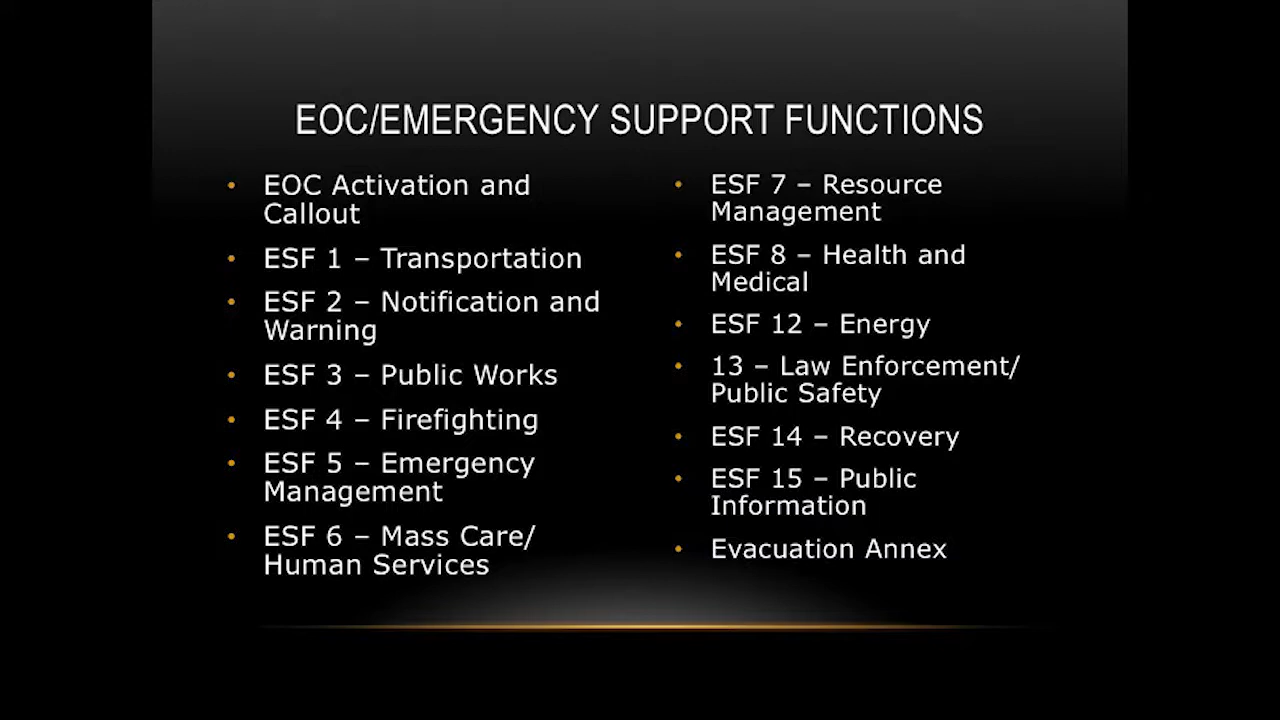 EOC/EMERGENCY SUPPORT FUNCTIONS
• EOC Activation and
Callout
• ESF 1 – Transportation
• ESF 2 – Notification and
Warning
• ESF 3 – Public Works
• ESF 4 – Firefighting
• ESF 5 – Emergency
Management
• ESF 6 – Mass Care/
Human Services
• ESF 7 – Resource
Management
• ESF 8 – Health and
Medical
• ESF 12 – Energy
• 13 – Law Enforcement/
Public Safety
• ESF 14 – Recovery
• ESF 15 – Public
Information
• Evacuation Annex